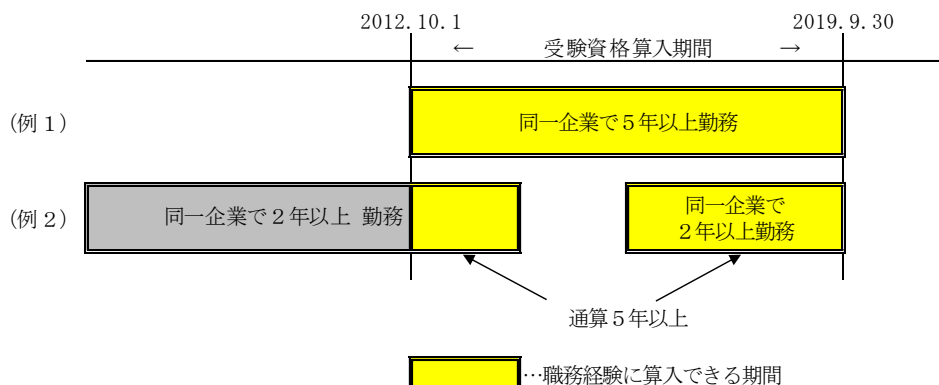 2012.10.1 2019.9.30
← 受験資格算入期間 →
(例１) 同一企業で５年以上勤務
(例２) 同一企業で２年以上 勤務 同一企業で
２年以上勤務
通算５年以上
…職務経験に算入できる期間